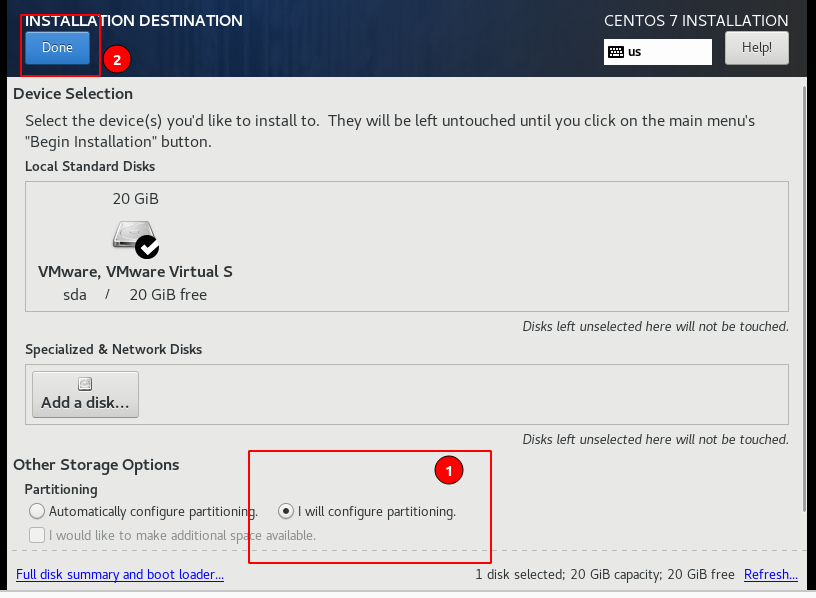 INSTALLATION DESTINATION
CENTOS 7 INSTALLATION
Done
2
us
Help!
Device Selection
Select the device(s) you'd like to install to.  They will be left untouched until you click on the main menu's
"Begin Installation" button.
Local Standard Disks
20 GiB
VMware, VMware Virtual S
sda / 20 GiB free
Disks left unselected here will not be touched.
Specialized & Network Disks
Add a disk...
Disks left unselected here will not be touched.
Other Storage Options
1
Partitioning
Automatically configure partitioning. I will configure partitioning.
I would like to make additional space available.
Full disk summary and boot loader... 1 disk selected; 20 GiB capacity; 20 GiB free Refresh...